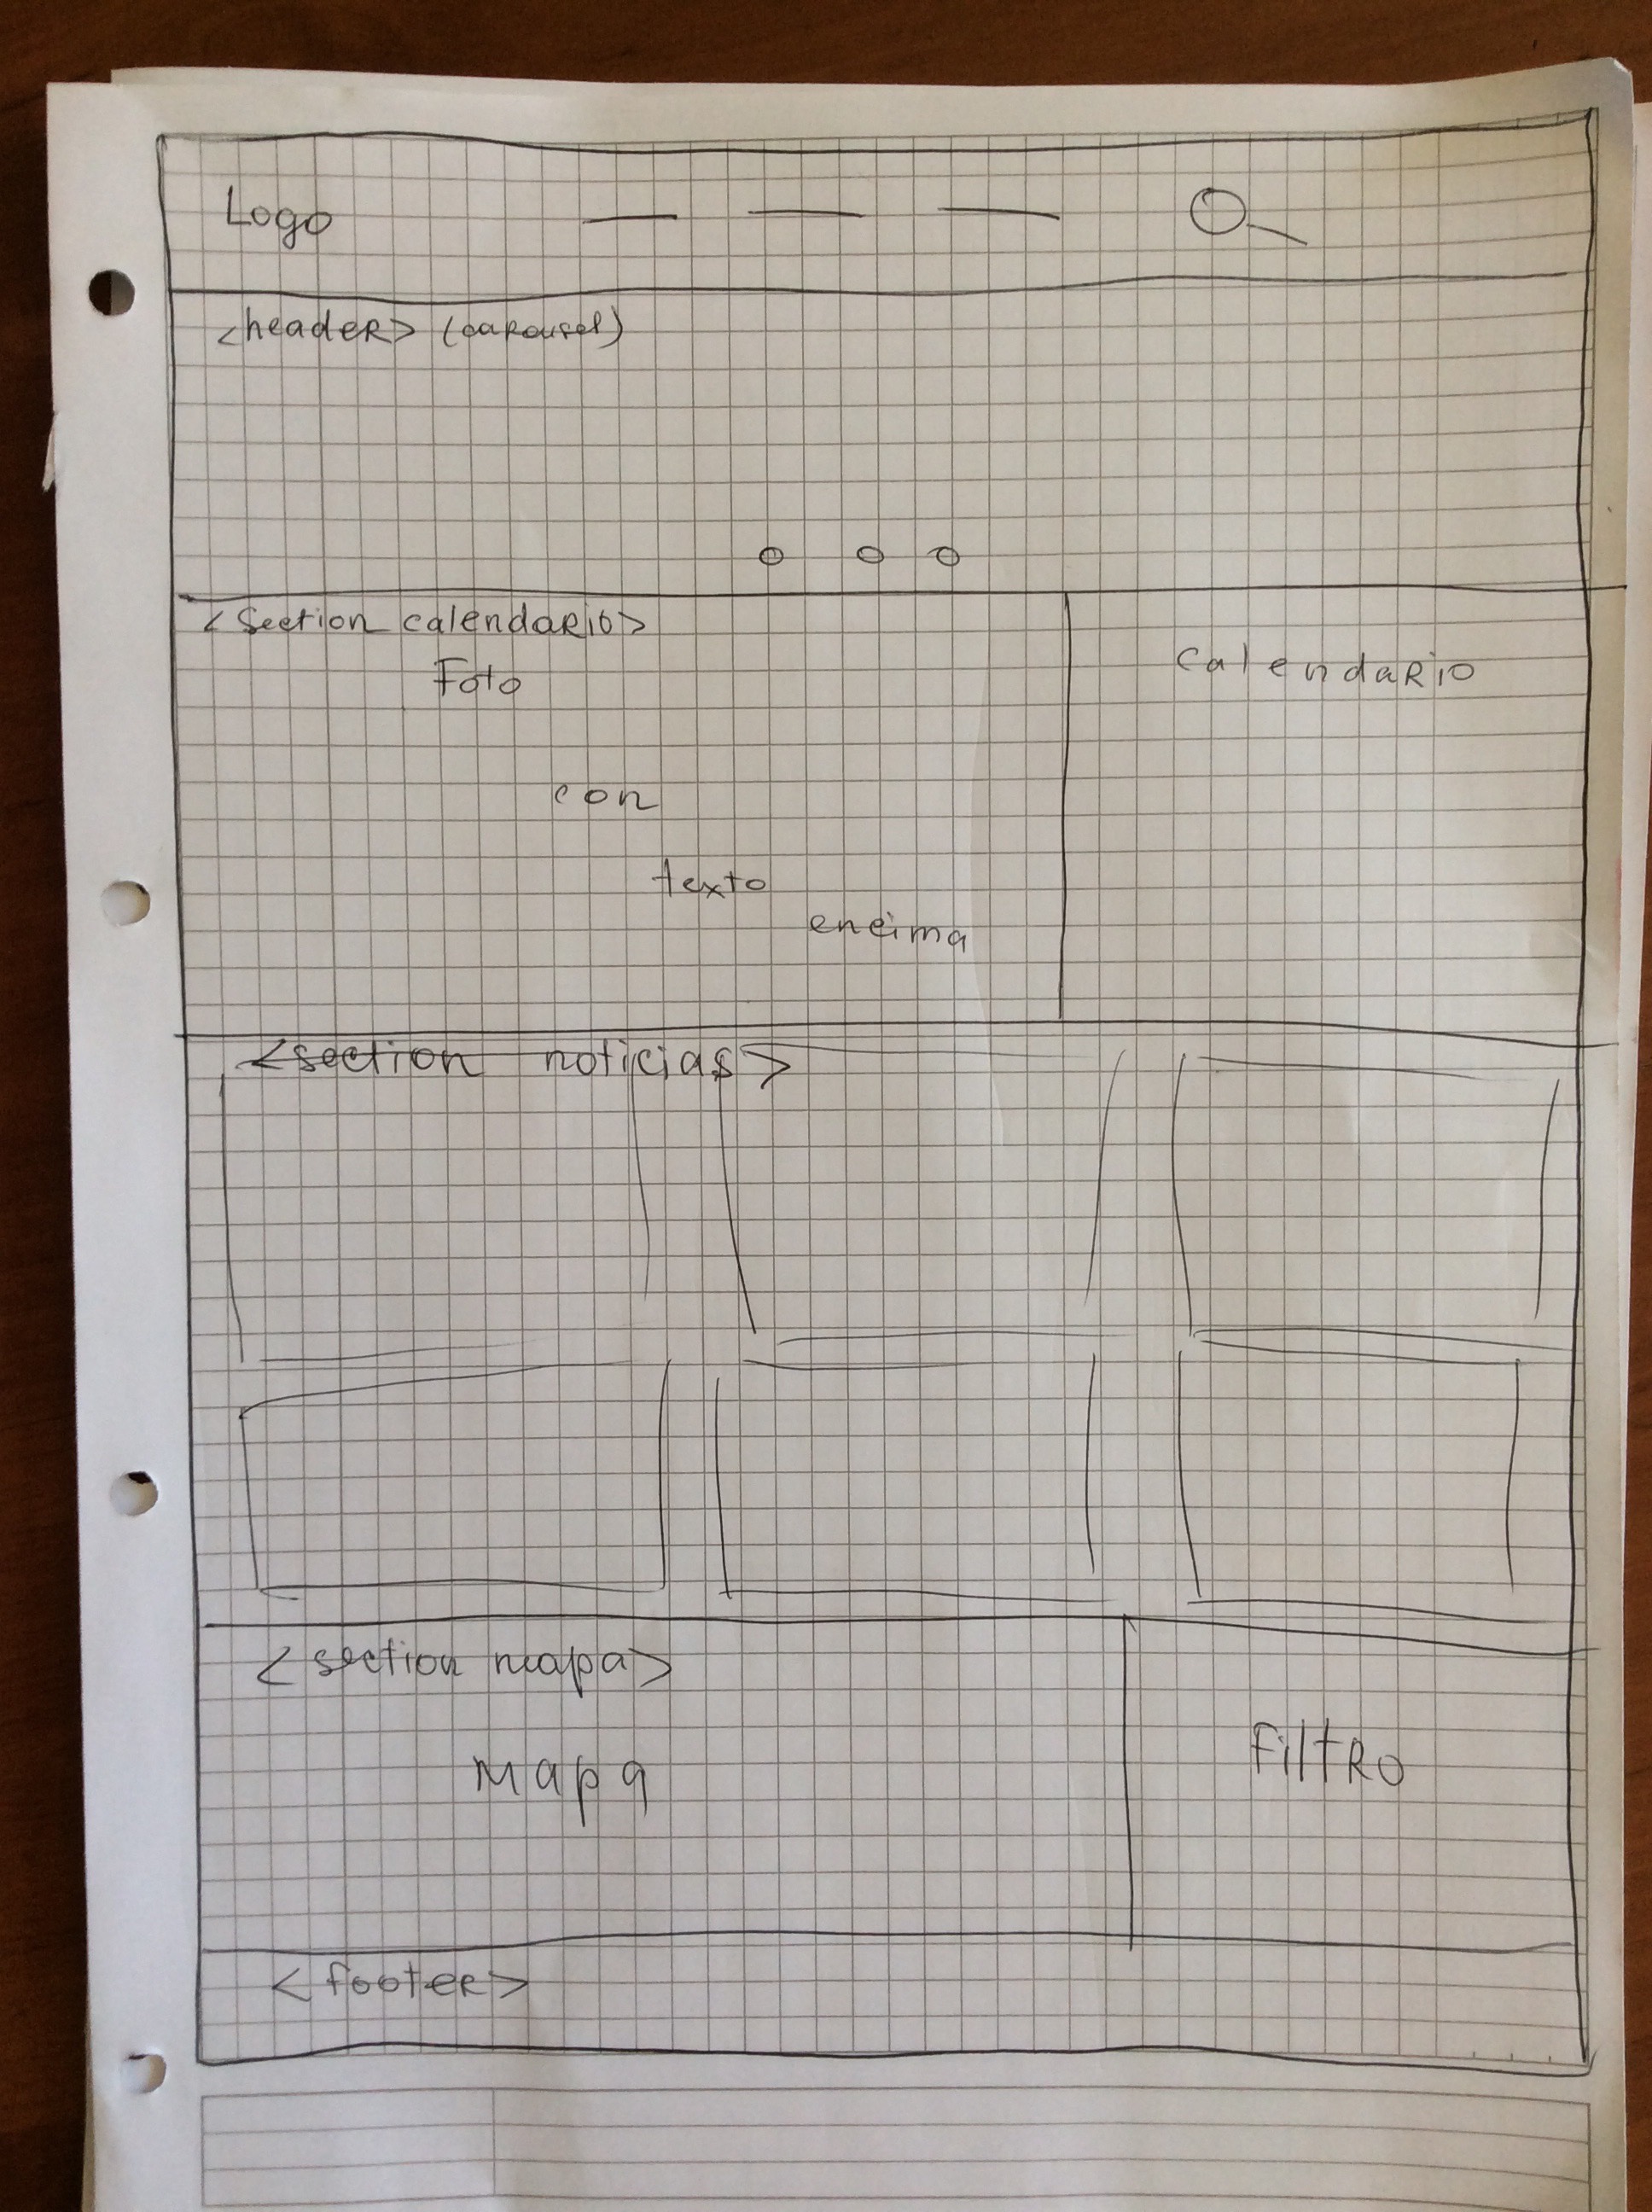 Logo
<header> (carousel)
<section calendario>
Foto
con
texto
encima
Calendario
<section noticias>
<section mapa>
mapa
filtro
<footer>